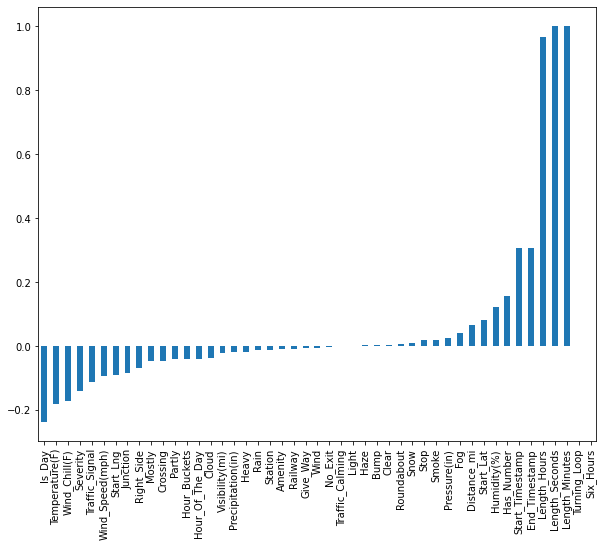 1.0
0.8
0.6
0.4
0.2
0.0
−0.2
Is_Day
Temperature(F)
Wind_Chill(F)
Severity
Traffic_Signal
Wind_Speed(mph)
Start_Lng
Junction
Right_Side
Mostly
Crossing
Partly
Hour_Buckets
Hour_Of_The_Day
Cloud
Visibility(mi)
Precipitation(in)
Heavy
Rain
Station
Amenity
Railway
Give_Way
Wind
No_Exit
Traffic_Calming
Light
Haze
Bump
Clear
Roundabout
Snow
Stop
Smoke
Pressure(in)
Fog
Distance_mi
Start_Lat
Humidity(%)
Has_Number
Start_Timestamp
End_Timestamp
Length_Hours
Length_Seconds
Length_Minutes
Turning_Loop
Six_Hours